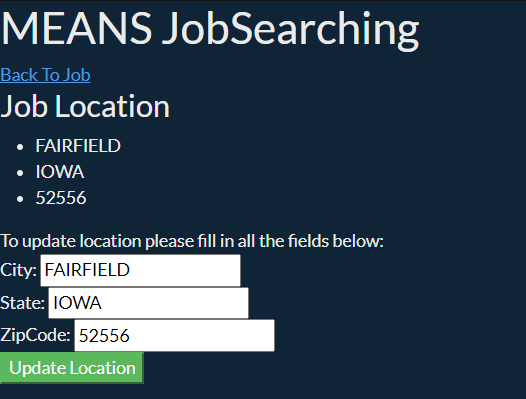 MEANS JobSearching
Back To Job
Job Location
FAIRFIELD
IOWA
52556
To update location please fill in all the fields below:
City: FAIRFIELD
State: IOWA
ZipCode: 52556
Update Location